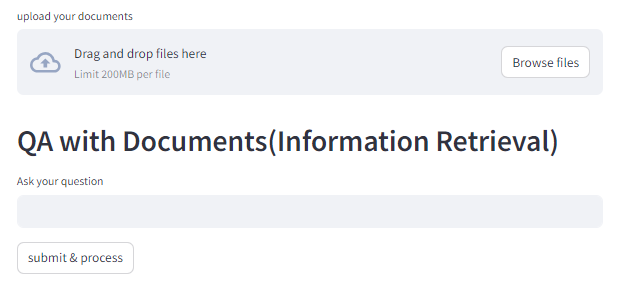 upload your documents
Drag and drop files here
Limit 200MB per file
Browse files
QA with Documents(Information Retrieval)
Ask your question
submit & process